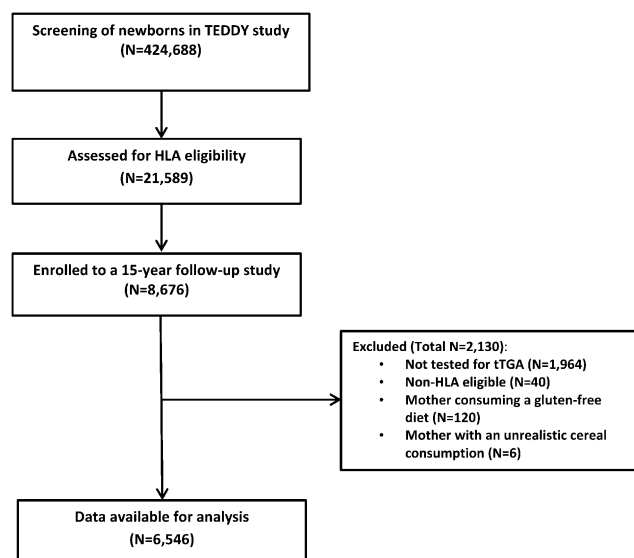 Screening of newborns in TEDDY study
(N=424,688)
Assessed for HLA eligibility
(N=21,589)
Enrolled to a 15-year follow-up study
(N=8,676)
Excluded (Total N=2,130):
• Not tested for tTGA (N=1,964)
• Non-HLA eligible (N=40)
• Mother consuming a gluten-free
diet (N=120)
• Mother with an unrealistic cereal
consumption (N=6)
Data available for analysis
(N=6,546)